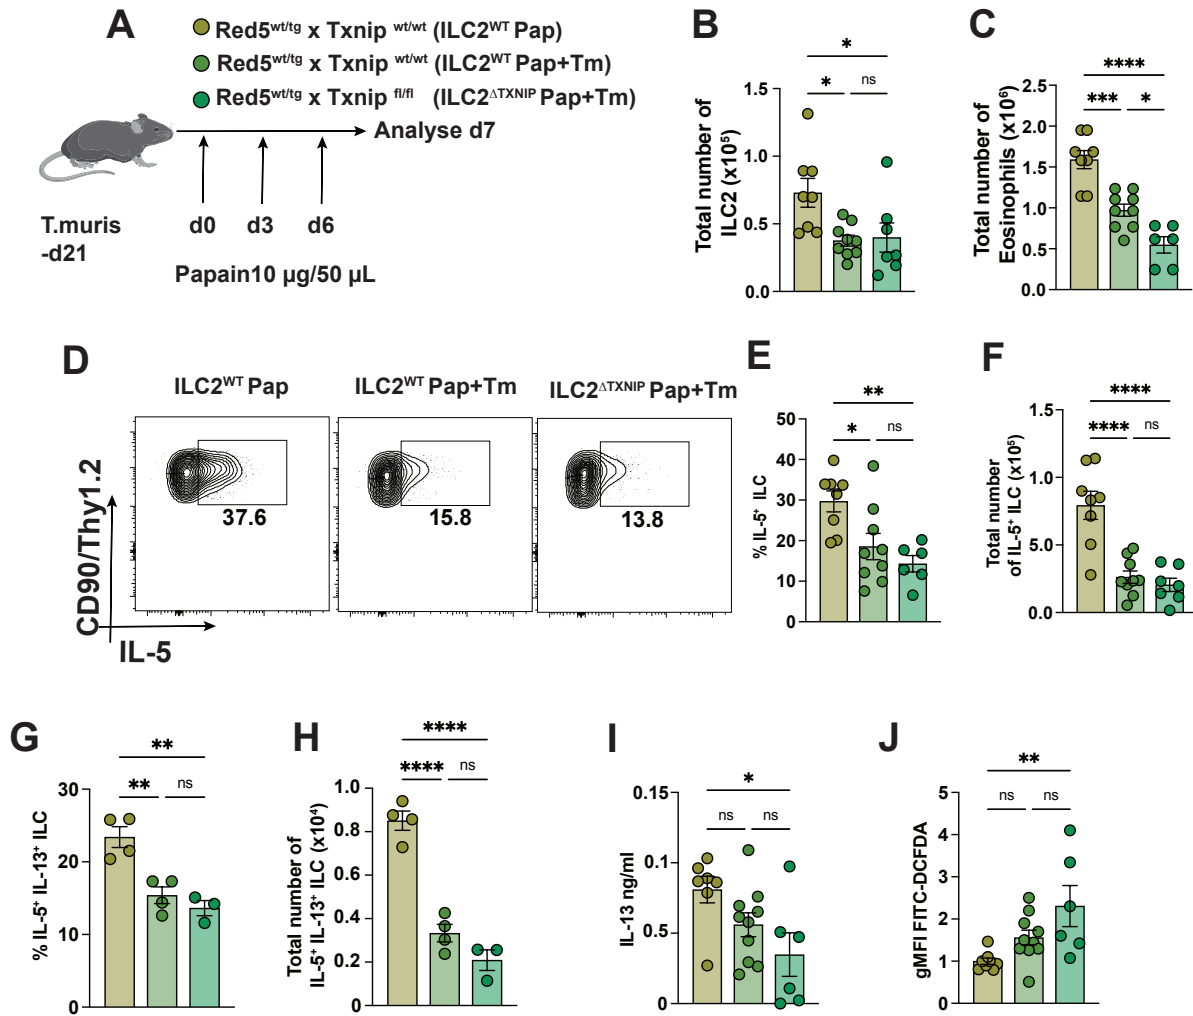 A
Red5wt/tg x Txnip wt/wt (ILC2WT Pap)
Red5wt/tg x Txnip wt/wt (ILC2WT Pap+Tm)
Red5wt/tg x Txnip fl/fl (ILC2ΔTXNIP Pap+Tm)
Analyse d7
T.muris
-d21
d0 d3 d6
Papain10 µg/50 µL
B
Total number of
ILC2 (x10⁵)
1.5
1.0
0.5
0.0
*
* ns
C
Total number of
Eosinophils (x10⁶)
2.5
2.0
1.5
1.0
0.5
0.0
****
*** *
D
ILC2WT Pap
ILC2WT Pap+Tm
ILC2ΔTXNIP Pap+Tm
37.6
15.8
13.8
CD90/Thy1.2
IL-5
E
% IL-5⁺ ILC
50
40
30
20
10
0
**
* ns
F
Total number
of IL-5⁺ ILC (x10⁵)
1.5
1.0
5.0
0.0
****
**** ns
G
% IL-5⁺ IL-13⁺ ILC
30
20
10
0
**
** ns
H
Total number of
IL-5⁺ IL-13⁺ ILC (x10⁴)
1.0
0.8
0.6
0.4
0.2
0
****
**** ns
I
IL-13 ng/ml
0.15
0.1
0.5
0
*
ns ns
J
gMFI FITC-DCFDA
5
4
3
2
1
0
**
ns ns